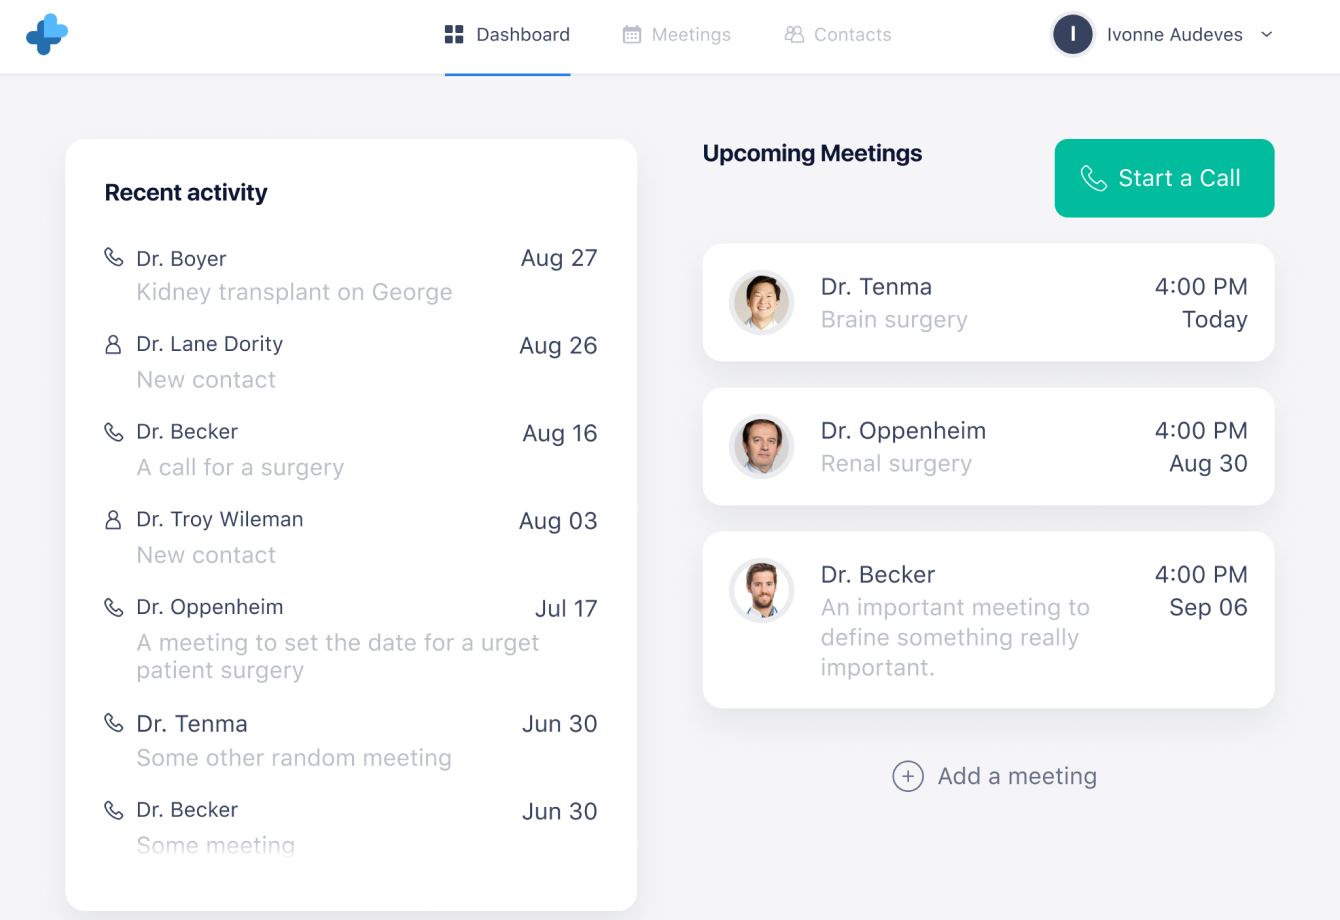 Dashboard
Meetings
Contacts
I
Ivonne Audeves
Recent activity
Dr. Boyer
Aug 27
Kidney transplant on George
Dr. Lane Dority
Aug 26
New contact
Dr. Becker
Aug 16
A call for a surgery
Dr. Troy Wileman
Aug 03
New contact
Dr. Oppenheim
Jul 17
A meeting to set the date for a urget
patient surgery
Dr. Tenma
Jun 30
Some other random meeting
Dr. Becker
Jun 30
Some meeting
Upcoming Meetings
Start a Call
Dr. Tenma
4:00 PM
Brain surgery
Today
Dr. Oppenheim
4:00 PM
Renal surgery
Aug 30
Dr. Becker
4:00 PM
An important meeting to
Sep 06
define something really
important.
Add a meeting